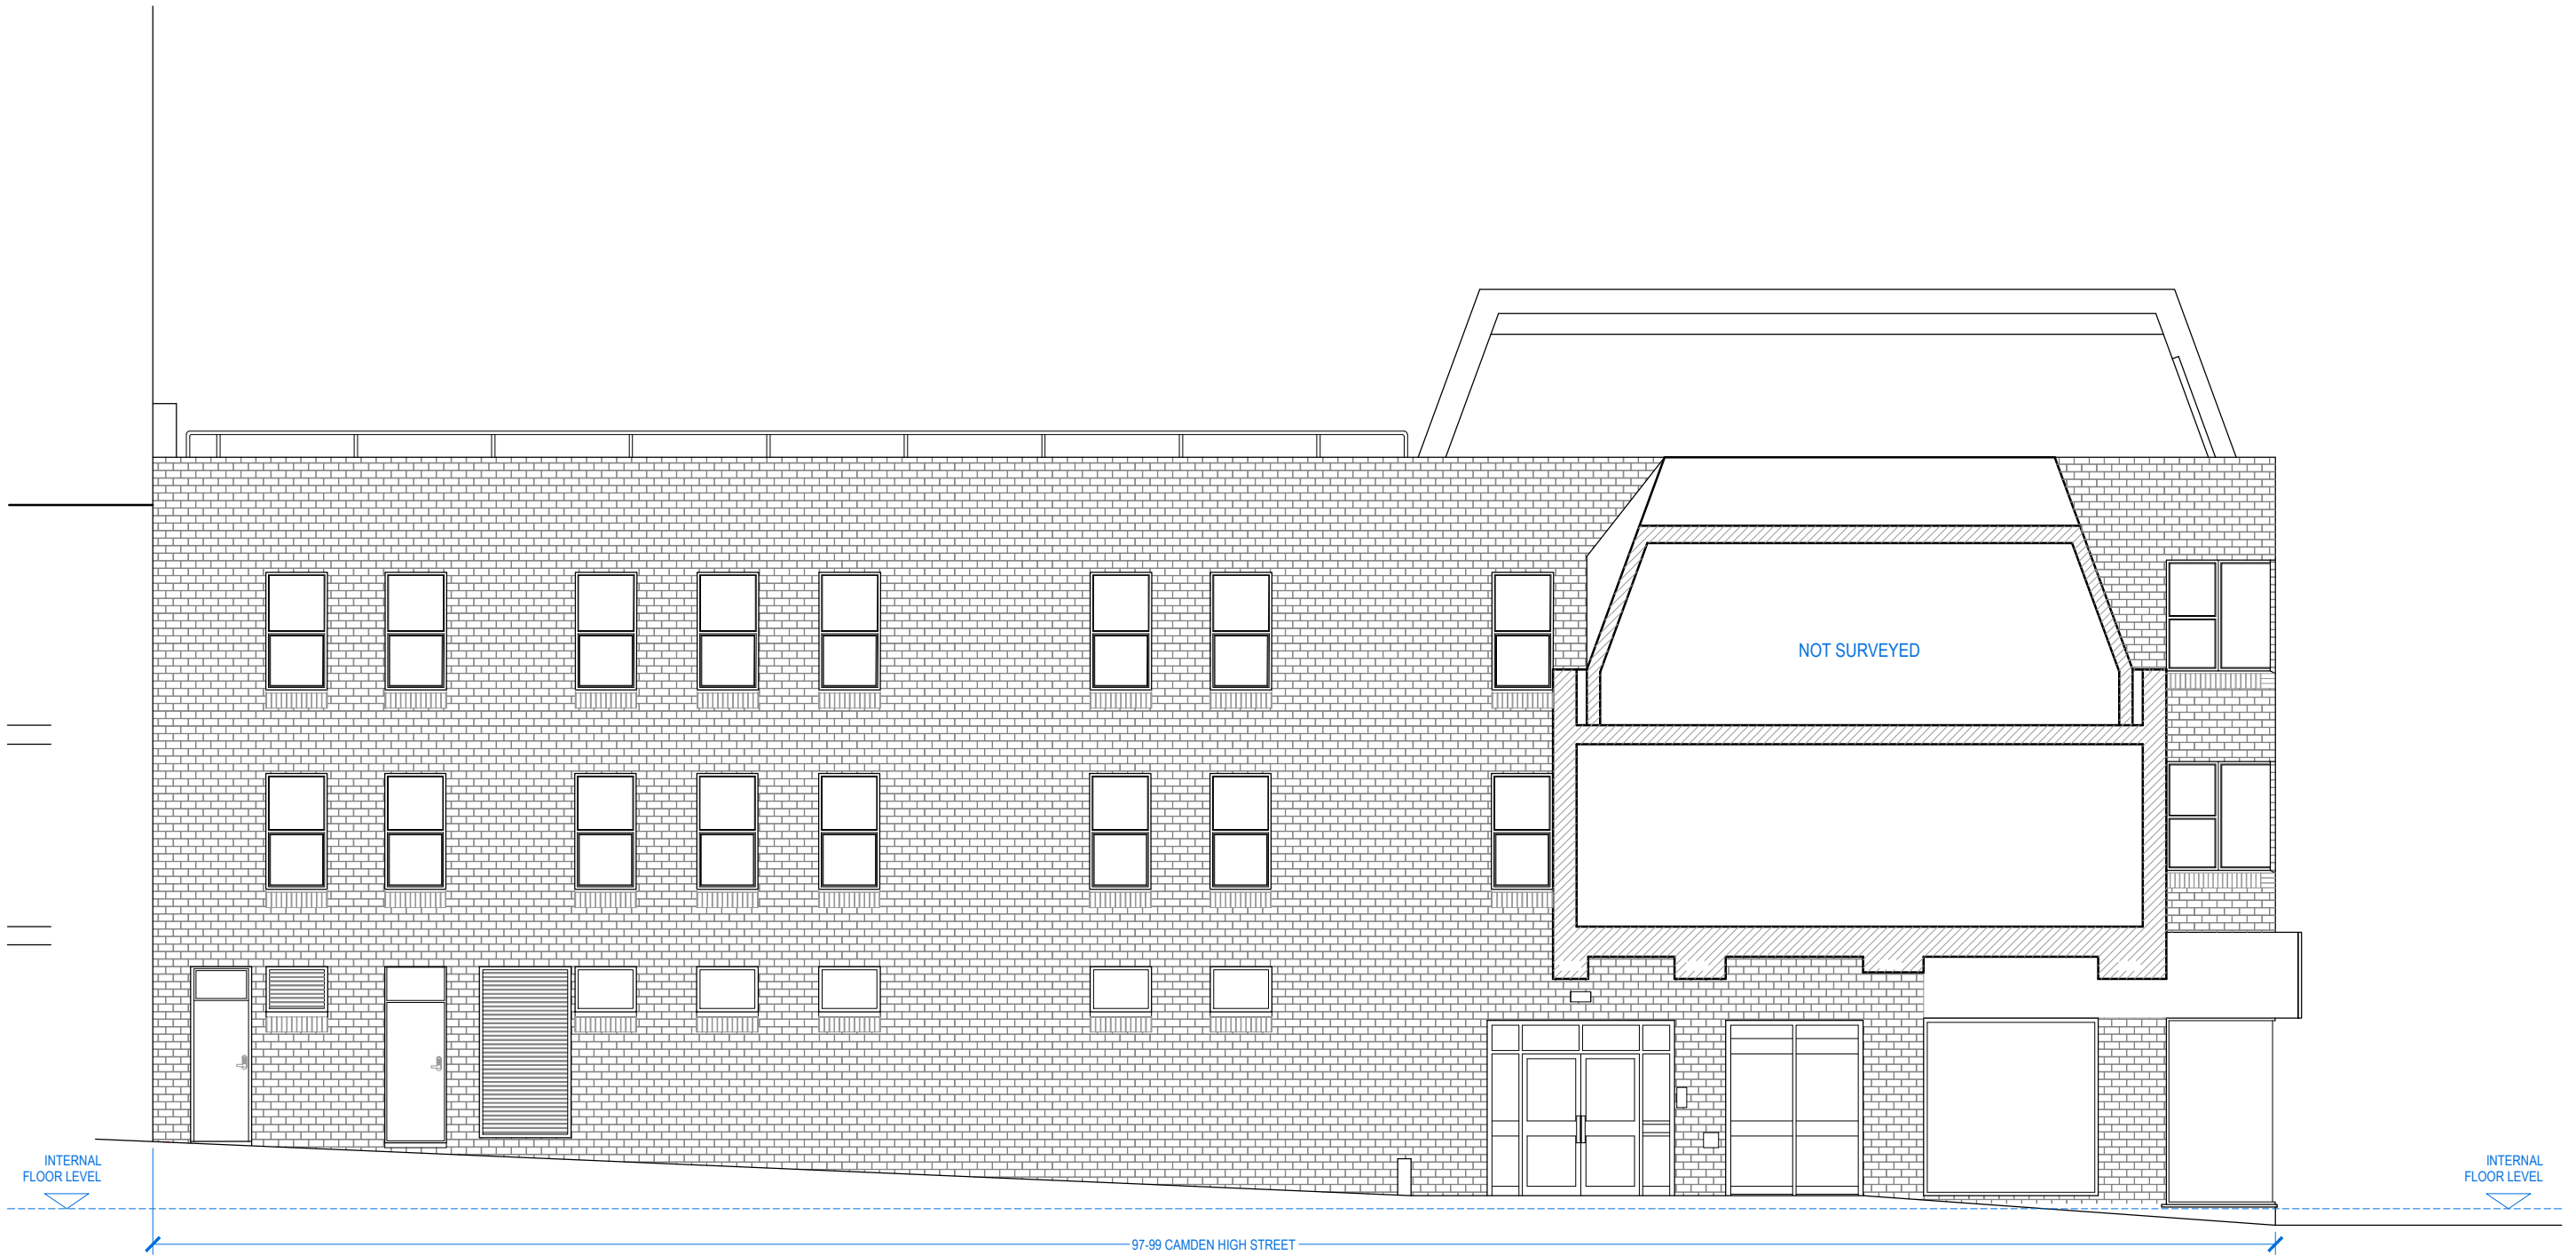 NOT SURVEYED
INTERNAL
FLOOR LEVEL
INTERNAL
FLOOR LEVEL
97-99 CAMDEN HIGH STREET